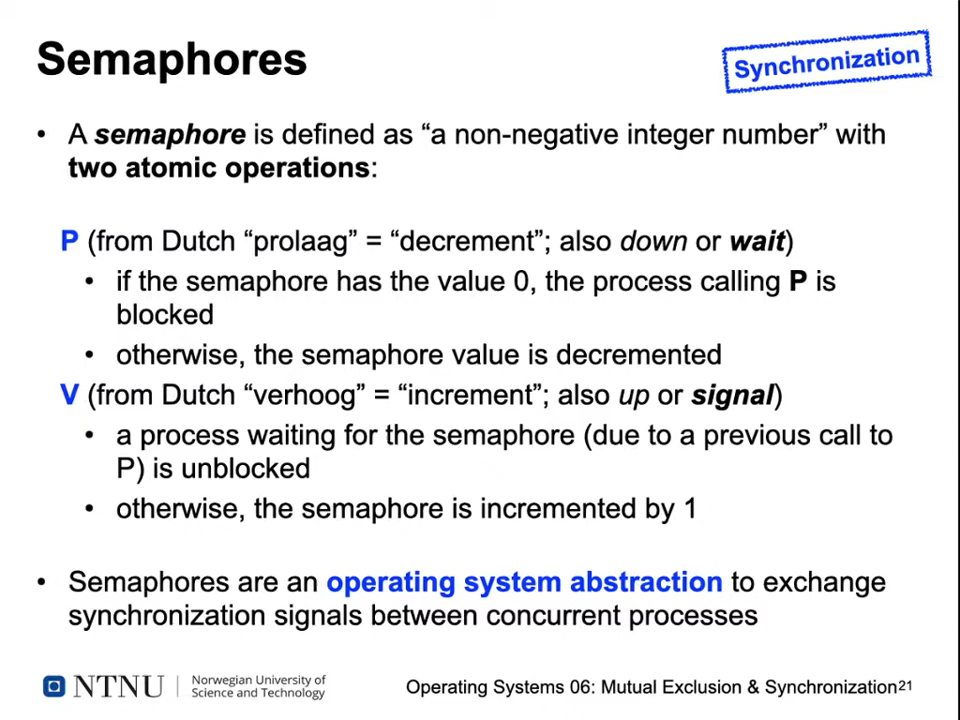 Semaphores
Synchronization
• A semaphore is defined as “a non-negative integer number” with
two atomic operations:
P (from Dutch “prolaag” = “decrement”; also down or wait)
• if the semaphore has the value 0, the process calling P is
blocked
• otherwise, the semaphore value is decremented
V (from Dutch “verhoog” = “increment”; also up or signal)
• a process waiting for the semaphore (due to a previous call to
P) is unblocked
• otherwise, the semaphore is incremented by 1
• Semaphores are an operating system abstraction to exchange
synchronization signals between concurrent processes
NTNU
Norwegian University of
Science and Technology
Operating Systems 06: Mutual Exclusion & Synchronization 21